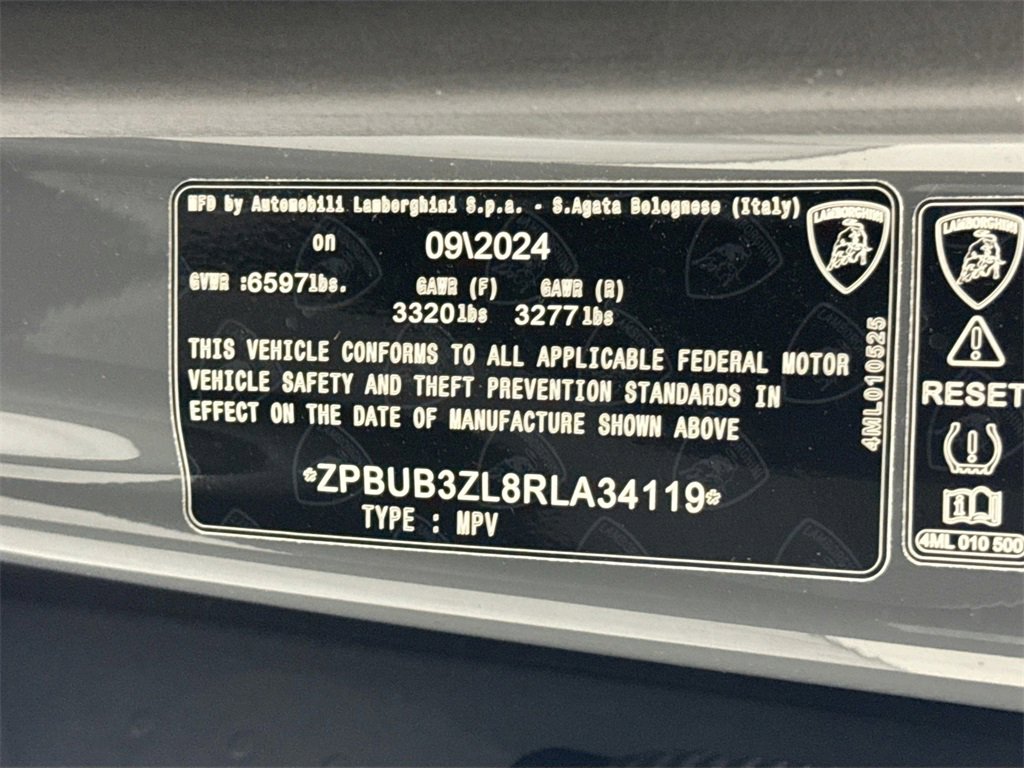 MFD by Automobili Lamborghini S.p.a. - S.Agata Bolognese (Italy)
on 09\2024
GVWR :6597lbs. GAWR (F) GAWR (R)
3320lbs 3277lbs
THIS VEHICLE CONFORMS TO ALL APPLICABLE FEDERAL MOTOR
VEHICLE SAFETY AND THEFT PREVENTION STANDARDS IN
EFFECT ON THE DATE OF MANUFACTURE SHOWN ABOVE
*ZPBUB3ZL8RLA34119*
TYPE : MPV
4ML010525
LAMBORGHINI
LAMBORGHINI
RESET
4ML 010 500